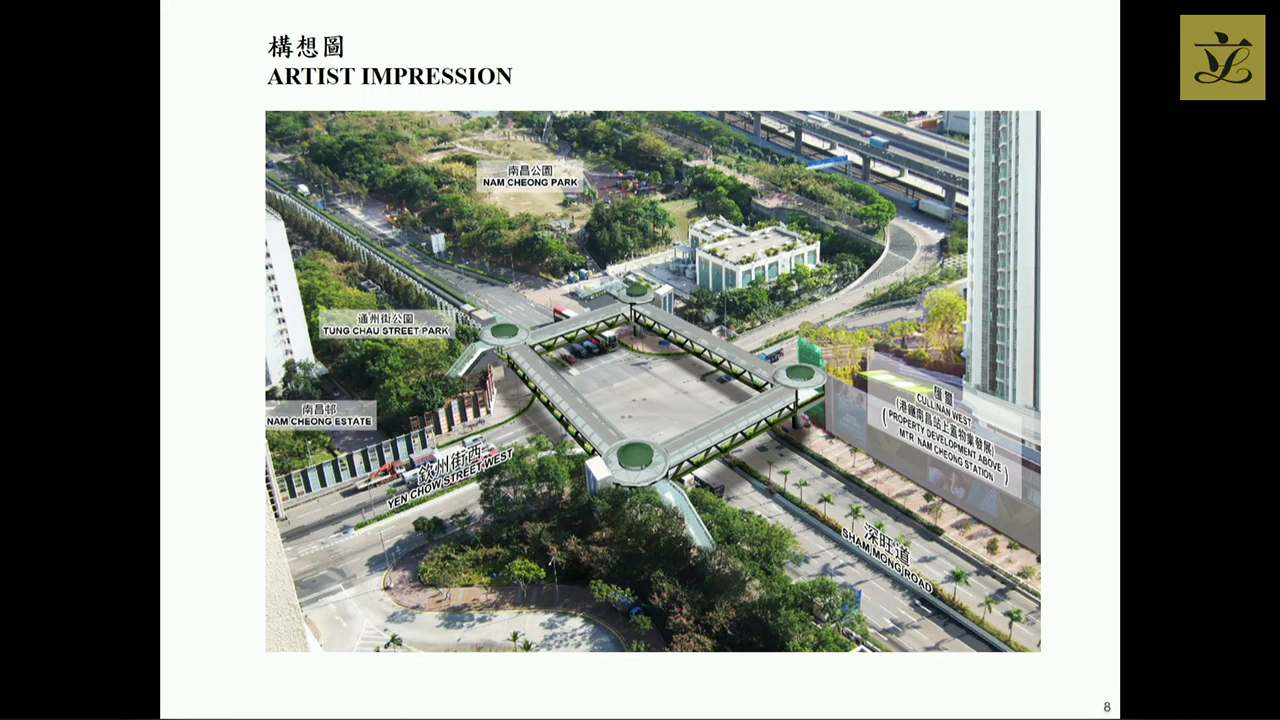 構想圖
ARTIST IMPRESSION
南昌公園
NAM CHEONG PARK
通州街公園
TUNG CHAU STREET PARK
南昌邨
NAM CHEONG ESTATE
欽州街西
YEN CHOW STREET WEST
匯璽
CULLINAN WEST
(港鐵南昌站上蓋物業發展)
(PROPERTY DEVELOPMENT ABOVE
MTR NAM CHEONG STATION)
深旺道
SHAM MONG ROAD
8